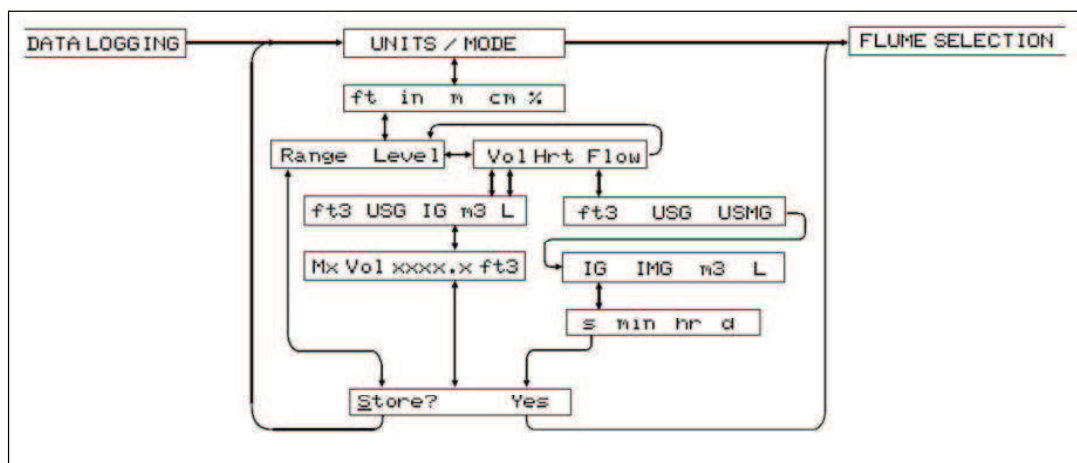 DATA LOGGING
UNITS / MODE
FLUME SELECTION
ft in m cm %
Range Level
Vol Hrt Flow
ft3 USG IG m3 L
ft3 USG USMG
Mx Vol xxxx.x ft3
IG IMG m3 L
s min hr d
Store? Yes